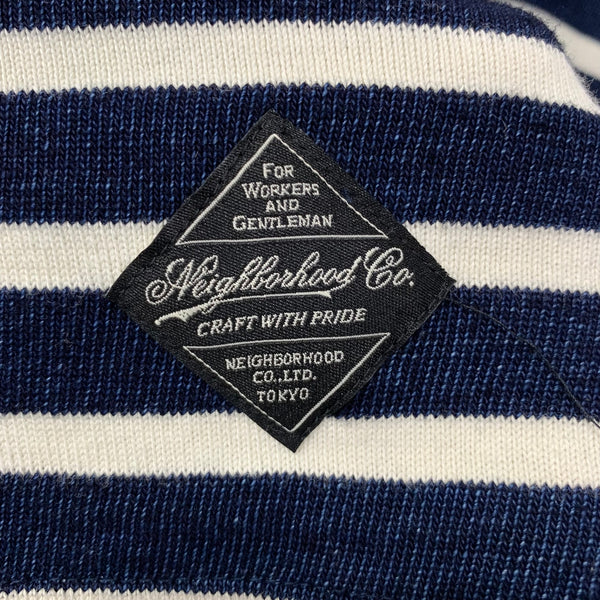 FOR
WORKERS
AND
GENTLEMAN
Neighborhood Co.
CRAFT WITH PRIDE
NEIGHBORHOOD
CO.,LTD.
TOKYO